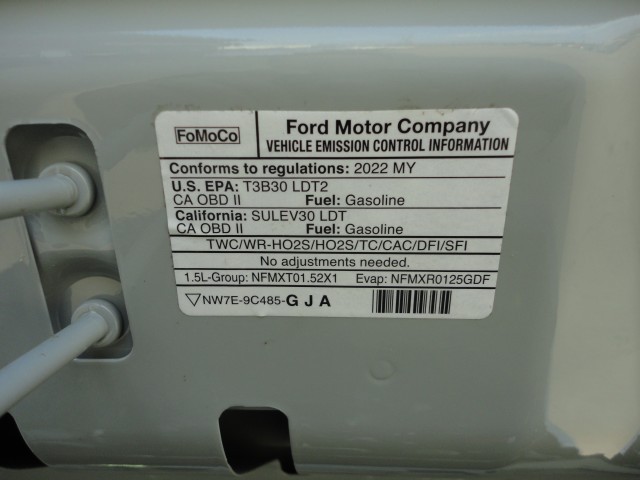 FoMoCo
Ford Motor Company
VEHICLE EMISSION CONTROL INFORMATION
Conforms to regulations: 2022 MY
U.S. EPA: T3B30 LDT2
CA OBD II Fuel: Gasoline
California: SULEV30 LDT
CA OBD II Fuel: Gasoline
TWC/WR-HO2S/HO2S/TC/CAC/DFI/SFI
No adjustments needed.
1.5L-Group: NFMXT01.52X1 Evap: NFMXR0125GDF
▽NW7E-9C485-G J A